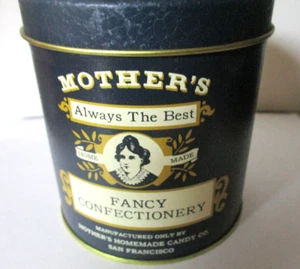 MOTHER'S
Always The Best
HOME MADE
FANCY
CONFECTIONERY
MANUFACTURED ONLY BY
MOTHER'S HOMEMADE CANDY CO.
SAN FRANCISCO